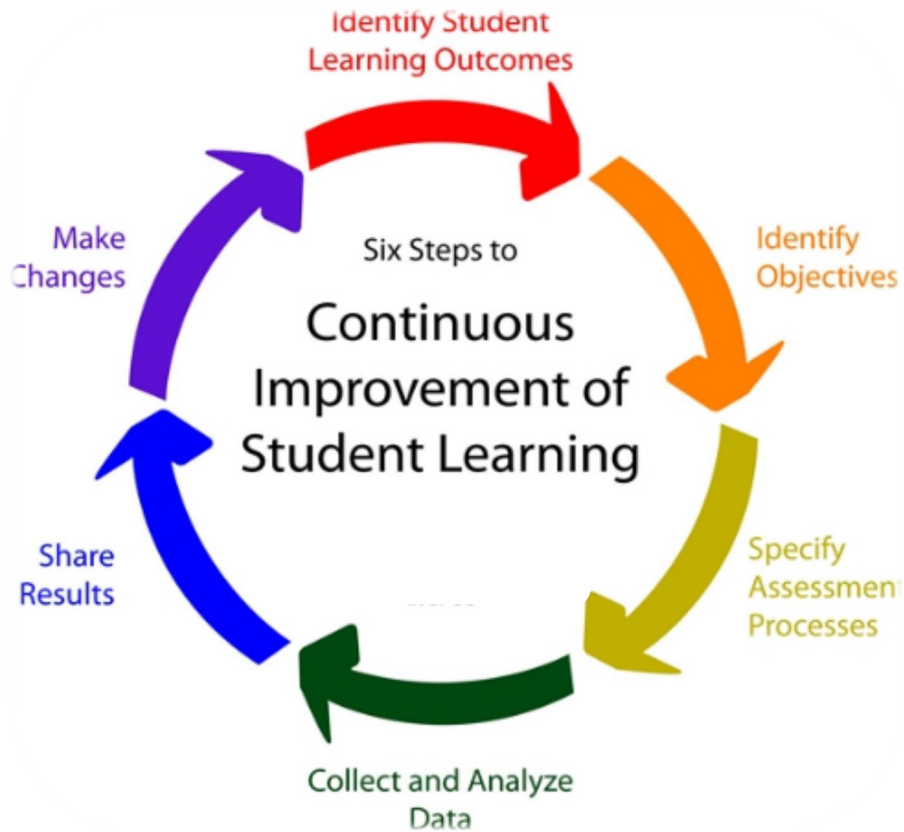 Identify Student
Learning Outcomes
Identify
Objectives
Specify
Assessment
Processes
Collect and Analyze
Data
Share
Results
Make
Changes
Six Steps to
Continuous
Improvement of
Student Learning